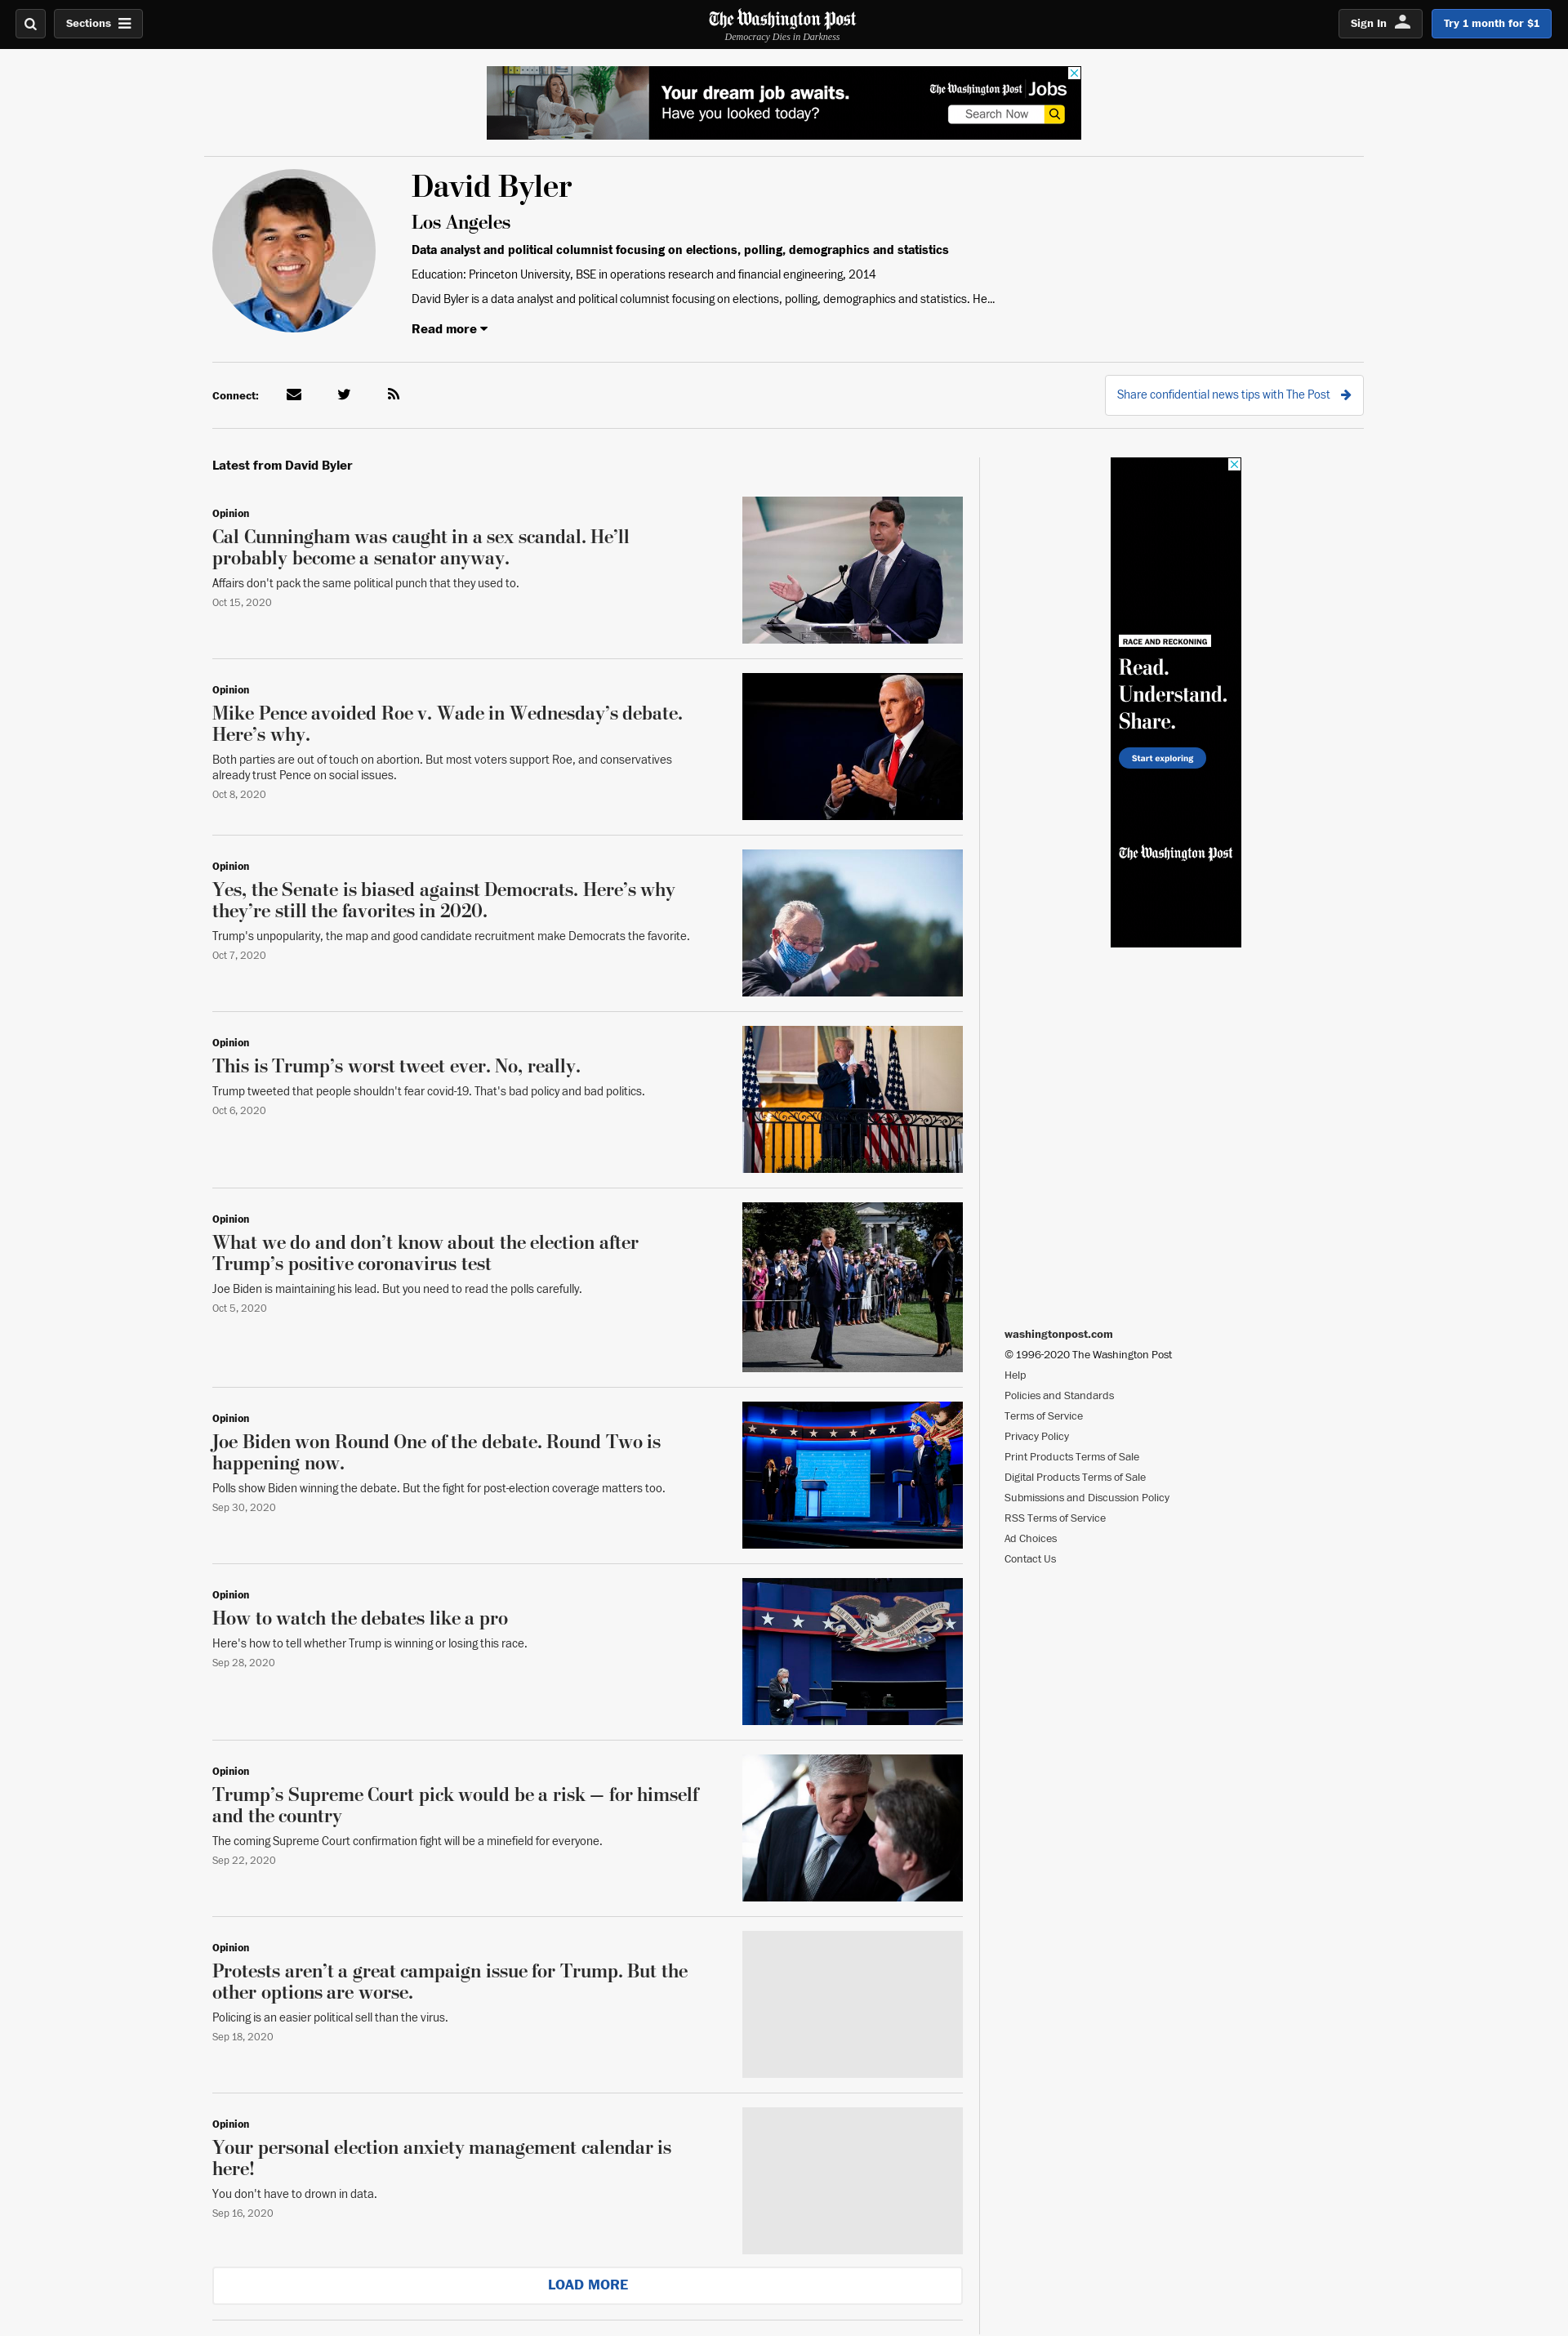 Sections
The Washington Post
Democracy Dies in Darkness
Sign In
Try 1 month for $1
Your dream job awaits.
Have you looked today?
The Washington Post Jobs
Search Now
David Byler
Los Angeles
Data analyst and political columnist focusing on elections, polling, demographics and statistics
Education: Princeton University, BSE in operations research and financial engineering, 2014
David Byler is a data analyst and political columnist focusing on elections, polling, demographics and statistics. He...
Read more
Connect:
Share confidential news tips with The Post
Latest from David Byler
Opinion
Cal Cunningham was caught in a sex scandal. He’ll
probably become a senator anyway.
Affairs don't pack the same political punch that they used to.
Oct 15, 2020
Opinion
Mike Pence avoided Roe v. Wade in Wednesday’s debate.
Here’s why.
Both parties are out of touch on abortion. But most voters support Roe, and conservatives
already trust Pence on social issues.
Oct 8, 2020
Opinion
Yes, the Senate is biased against Democrats. Here’s why
they’re still the favorites in 2020.
Trump's unpopularity, the map and good candidate recruitment make Democrats the favorite.
Oct 7, 2020
Opinion
This is Trump’s worst tweet ever. No, really.
Trump tweeted that people shouldn't fear covid-19. That's bad policy and bad politics.
Oct 6, 2020
Opinion
What we do and don’t know about the election after
Trump’s positive coronavirus test
Joe Biden is maintaining his lead. But you need to read the polls carefully.
Oct 5, 2020
Opinion
Joe Biden won Round One of the debate. Round Two is
happening now.
Polls show Biden winning the debate. But the fight for post-election coverage matters too.
Sep 30, 2020
Opinion
How to watch the debates like a pro
Here's how to tell whether Trump is winning or losing this race.
Sep 28, 2020
Opinion
Trump’s Supreme Court pick would be a risk — for himself
and the country
The coming Supreme Court confirmation fight will be a minefield for everyone.
Sep 22, 2020
Opinion
Protests aren’t a great campaign issue for Trump. But the
other options are worse.
Policing is an easier political sell than the virus.
Sep 18, 2020
Opinion
Your personal election anxiety management calendar is
here!
You don't have to drown in data.
Sep 16, 2020
LOAD MORE
RACE AND RECKONING
Read.
Understand.
Share.
Start exploring
The Washington Post
washingtonpost.com
© 1996-2020 The Washington Post
Help
Policies and Standards
Terms of Service
Privacy Policy
Print Products Terms of Sale
Digital Products Terms of Sale
Submissions and Discussion Policy
RSS Terms of Service
Ad Choices
Contact Us